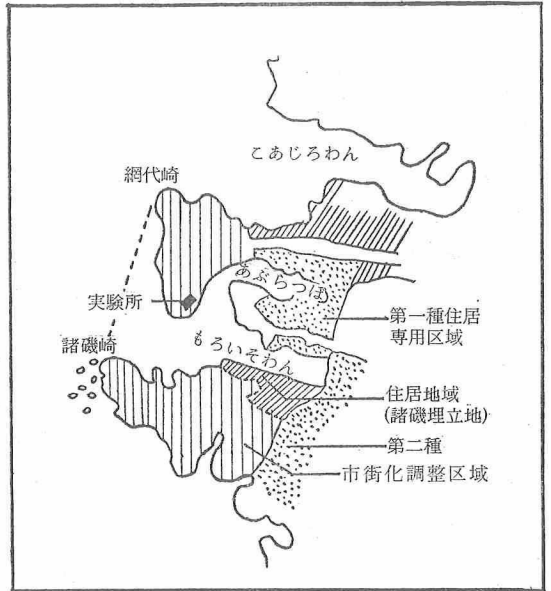 こあじろわん
網代崎
あぶらつぼ
実験所
第一種住居
専用区域
諸磯崎
もろいそわん
住居地域
(諸磯埋立地)
第二種
市街化調整区域